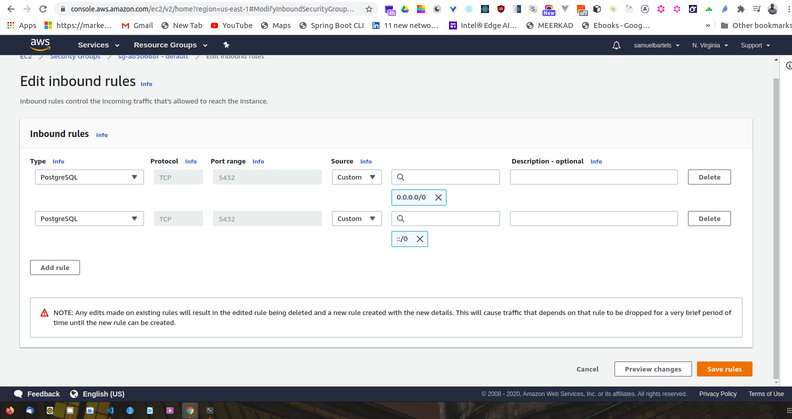 console.aws.amazon.com/ec2/v2/home?region=us-east-1#ModifyInboundSecurityGroup...
Apps https://marke... Gmail New Tab YouTube Maps Spring Boot CLI 11 new netwo... Intel® Edge AI... MEERKAD Ebooks - Goog... » Other bookmarks
aws Services Resource Groups samuelbartels N. Virginia Support
EC2 Security Groups - default Edit inbound rules
Edit inbound rules Info
Inbound rules control the incoming traffic that's allowed to reach the instance.
Inbound rules Info
Type Info Protocol Info Port range Info Source Info Description - optional Info
PostgreSQL TCP 5432 Custom Delete
0.0.0.0/0
PostgreSQL TCP 5432 Custom Delete
::/0
Add rule
NOTE: Any edits made on existing rules will result in the edited rule being deleted and a new rule created with the new details. This will cause traffic that depends on that rule to be dropped for a very brief period of
time until the new rule can be created.
Cancel Preview changes Save rules
Feedback English (US) © 2008 - 2020, Amazon Web Services, Inc. or its affiliates. All rights reserved. Privacy Policy Terms of Use